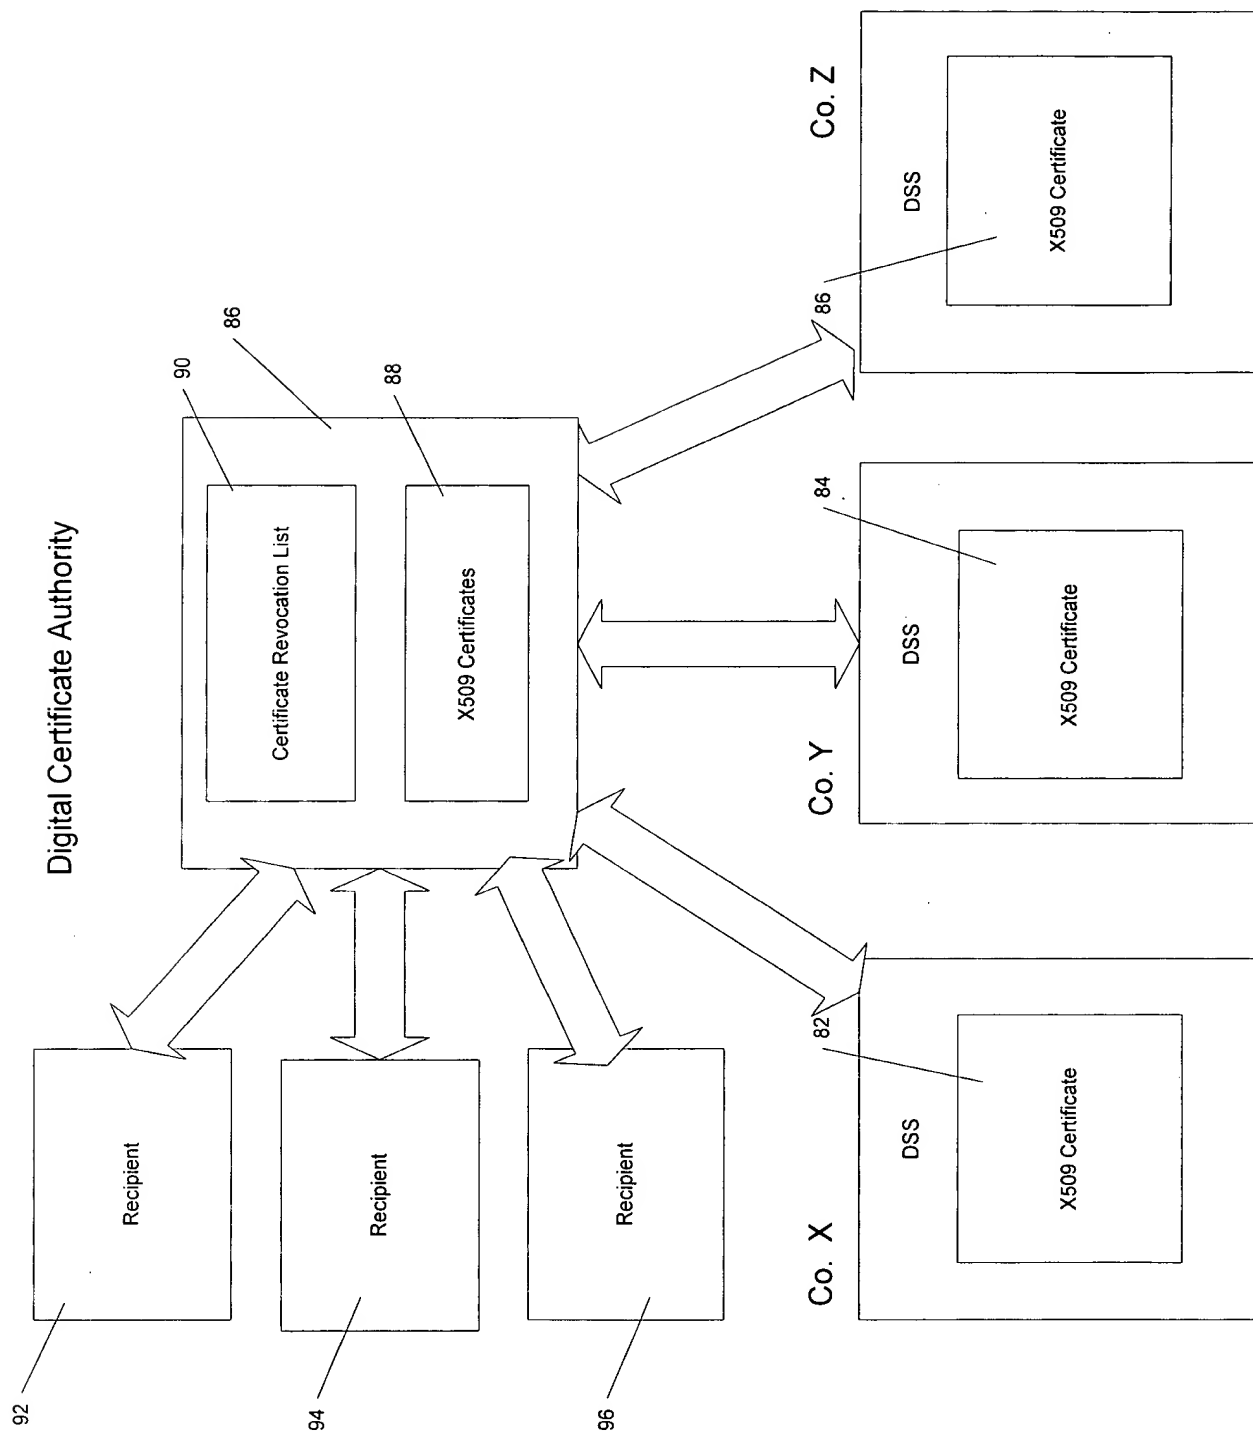 Digital Certificate Authority
92
Recipient
94
Recipient
96
Recipient
90
Certificate Revocation List
86
88
X509 Certificates
Co. X
82
DSS
X509 Certificate
Co. Y
84
DSS
X509 Certificate
Co. Z
86
DSS
X509 Certificate